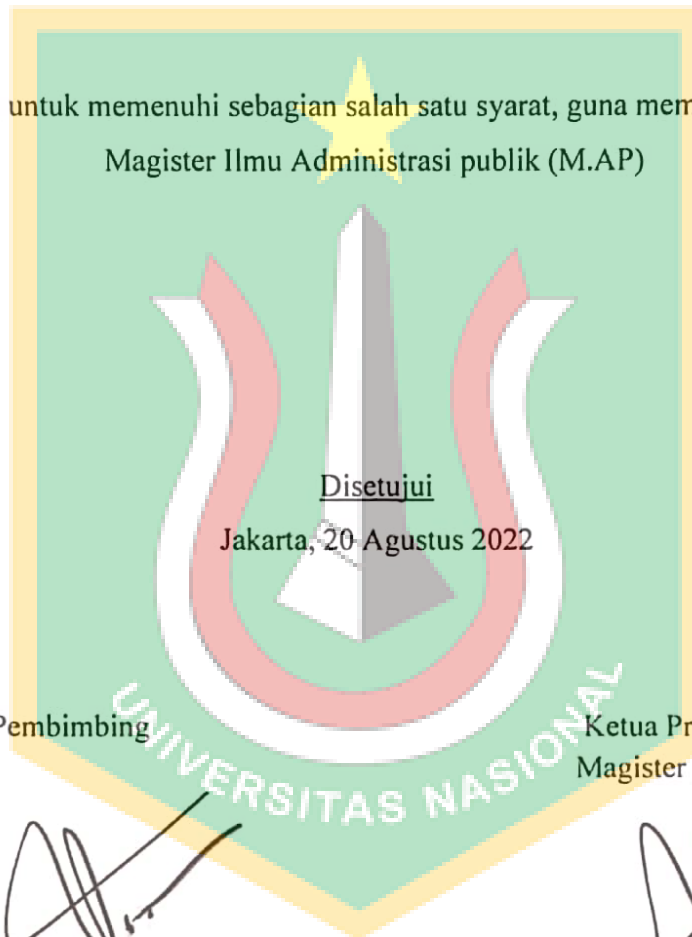 untuk memenuhi sebagian salah satu syarat, guna mem
Magister Ilmu Administrasi publik (M.AP)
Disetujui
Jakarta, 20 Agustus 2022
Pembimbing
Ketua Pr
Magister
UNIVERSITAS NASIONAL